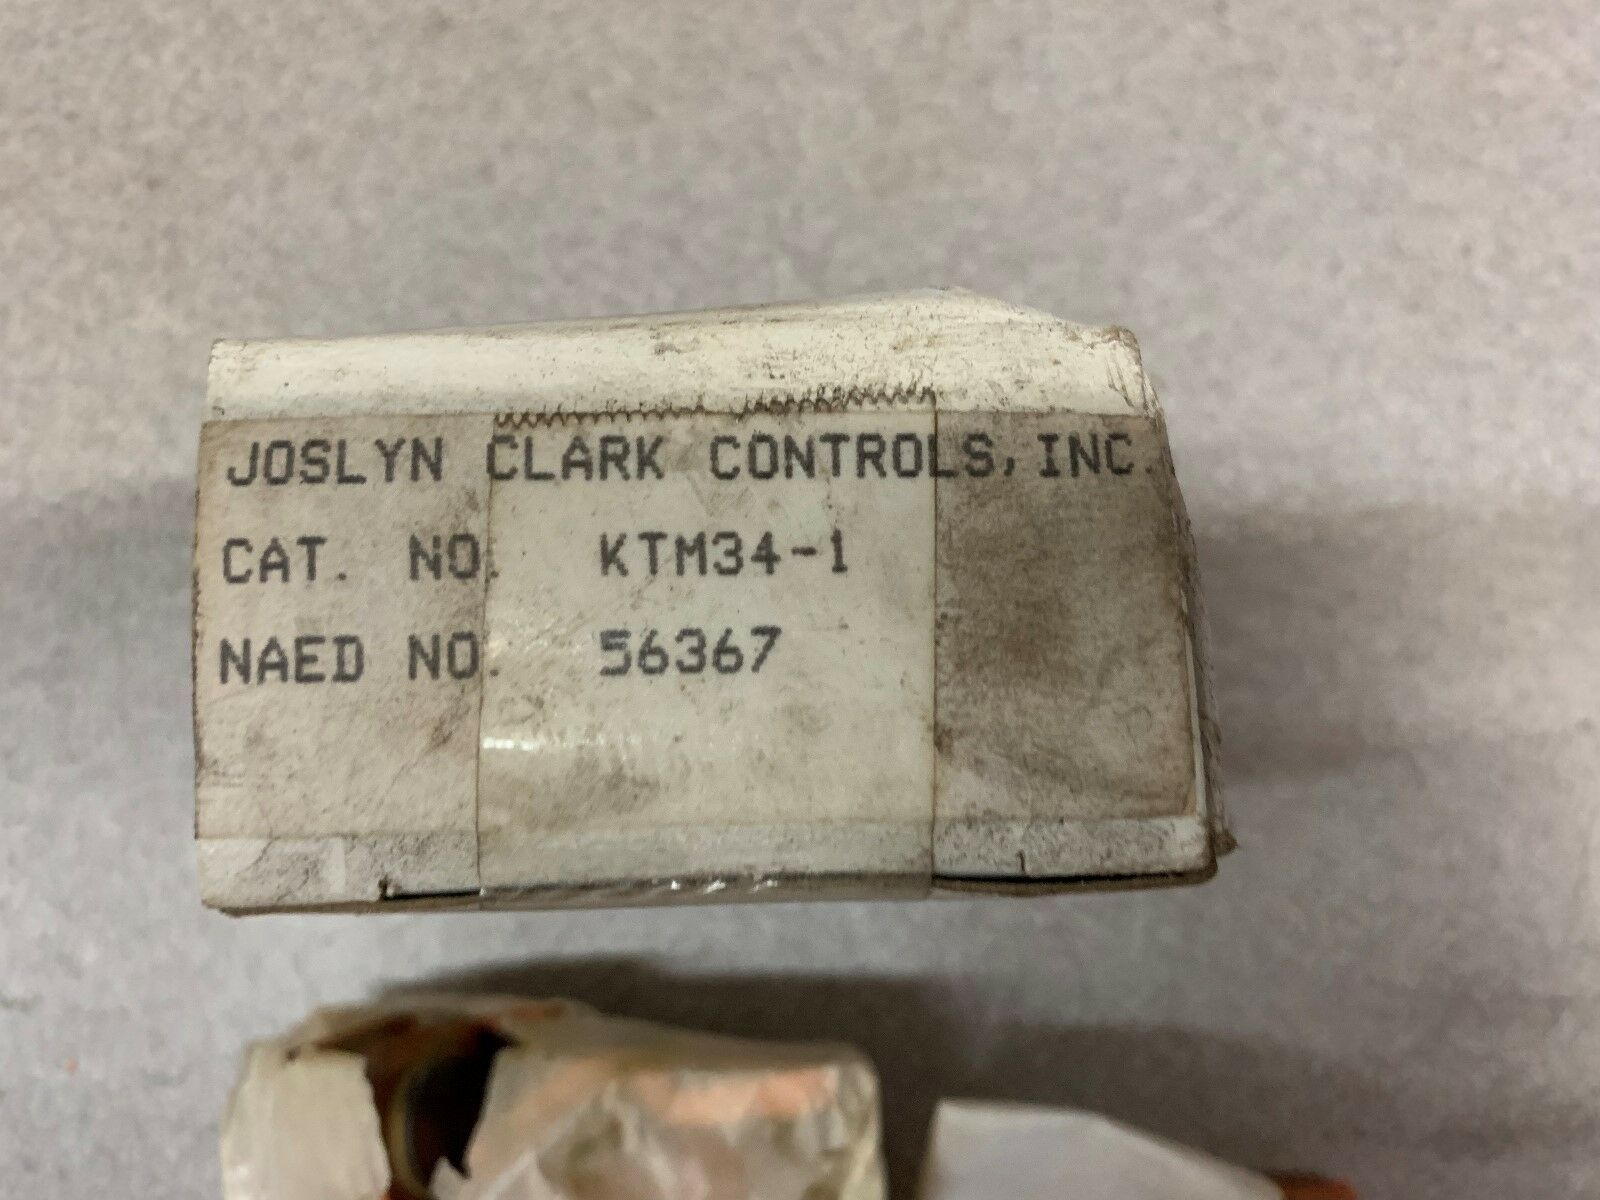 JOSLYN CLARK CONTROLS, INC.
CAT. NO. KTM34-1
NAED NO. 56367